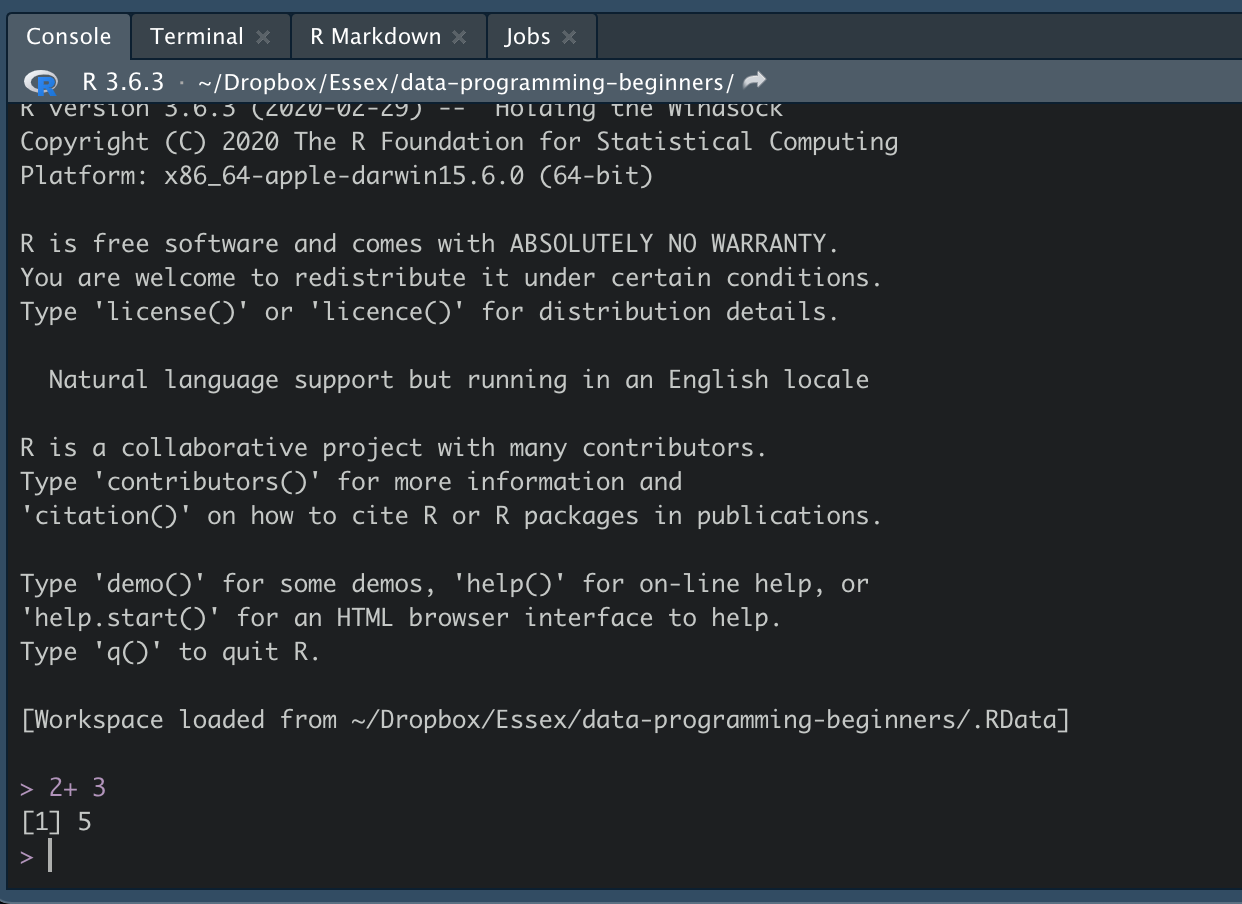 Console
Terminal
R Markdown
Jobs
R 3.6.3 · ~/Dropbox/Essex/data-programming-beginners/
R version 3.6.3 (2020-02-29) -- "Holding the Windsock"
Copyright (C) 2020 The R Foundation for Statistical Computing
Platform: x86_64-apple-darwin15.6.0 (64-bit)
R is free software and comes with ABSOLUTELY NO WARRANTY.
You are welcome to redistribute it under certain conditions.
Type 'license()' or 'licence()' for distribution details.
Natural language support but running in an English locale
R is a collaborative project with many contributors.
Type 'contributors()' for more information and
'citation()' on how to cite R or R packages in publications.
Type 'demo()' for some demos, 'help()' for on-line help, or
'help.start()' for an HTML browser interface to help.
Type 'q()' to quit R.
[Workspace loaded from ~/Dropbox/Essex/data-programming-beginners/.RData]
> 2+ 3
[1] 5
>